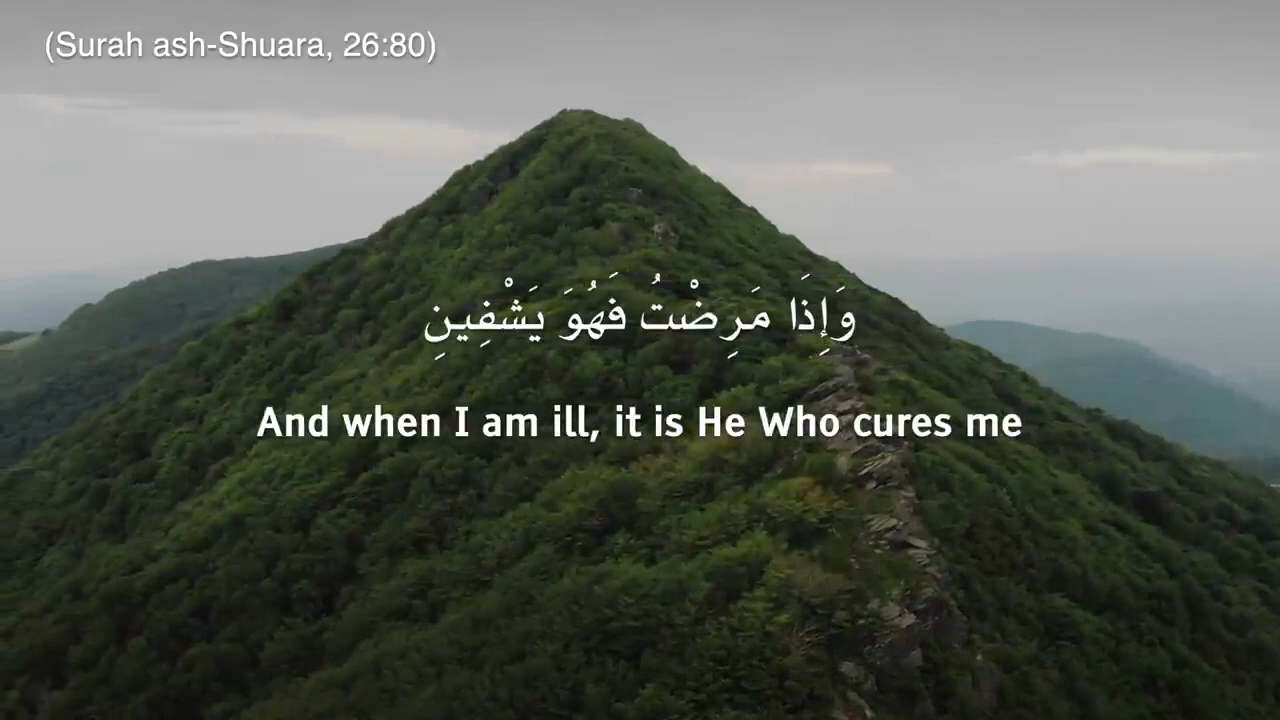 (Surah ash-Shuara, 26:80)
وَإِذَا مَرِضْتُ فَهُوَ يَشْفِينِ
And when I am ill, it is He Who cures me